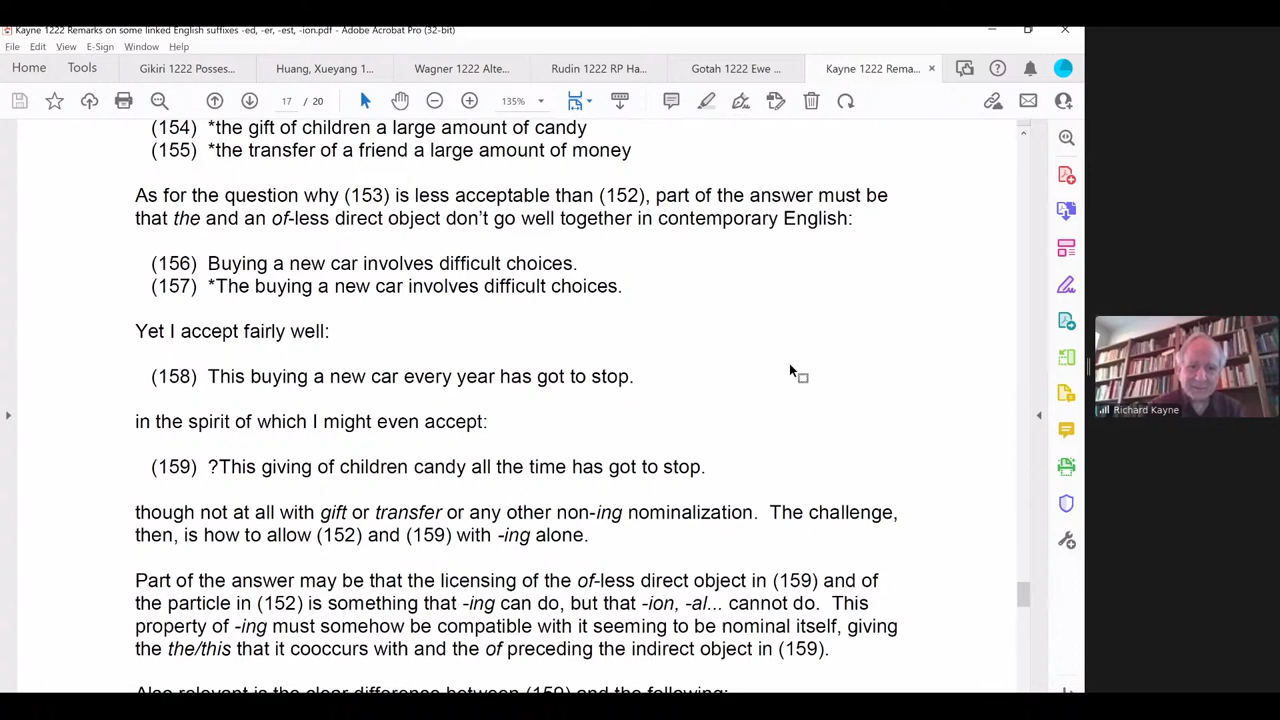 Kayne 1222 Remarks on some linked English suffixes -ed, -er, -est, -ion.pdf - Adobe Acrobat Pro (32-bit)
File Edit View E-Sign Window Help
Home Tools Gikiri 1222 Posses... Huang, Xueyang 1... Wagner 1222 Alte... Rudin 1222 RP Ha... Gotah 1222 Ewe ... Kayne 1222 Rema... ×
17 / 20 135%
(154) *the gift of children a large amount of candy
(155) *the transfer of a friend a large amount of money
As for the question why (153) is less acceptable than (152), part of the answer must be
that the and an of-less direct object don’t go well together in contemporary English:
(156) Buying a new car involves difficult choices.
(157) *The buying a new car involves difficult choices.
Yet I accept fairly well:
(158) This buying a new car every year has got to stop.
in the spirit of which I might even accept:
(159) ?This giving of children candy all the time has got to stop.
though not at all with gift or transfer or any other non-ing nominalization. The challenge,
then, is how to allow (152) and (159) with -ing alone.
Part of the answer may be that the licensing of the of-less direct object in (159) and of
the particle in (152) is something that -ing can do, but that -ion, -al... cannot do. This
property of -ing must somehow be compatible with it seeming to be nominal itself, giving
the the/this that it cooccurs with and the of preceding the indirect object in (159).
Also relevant is the clear difference between (159) and the following:
Richard Kayne